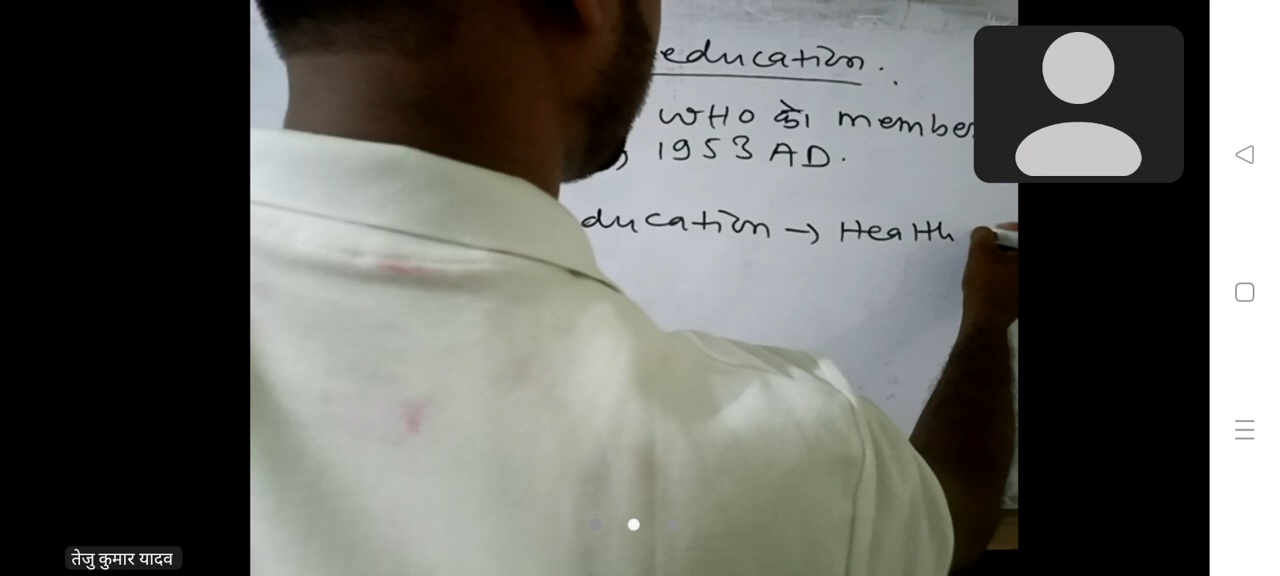 education.
WHO को member
1953 AD.
ducation → Health
तेजु कुमार यादव